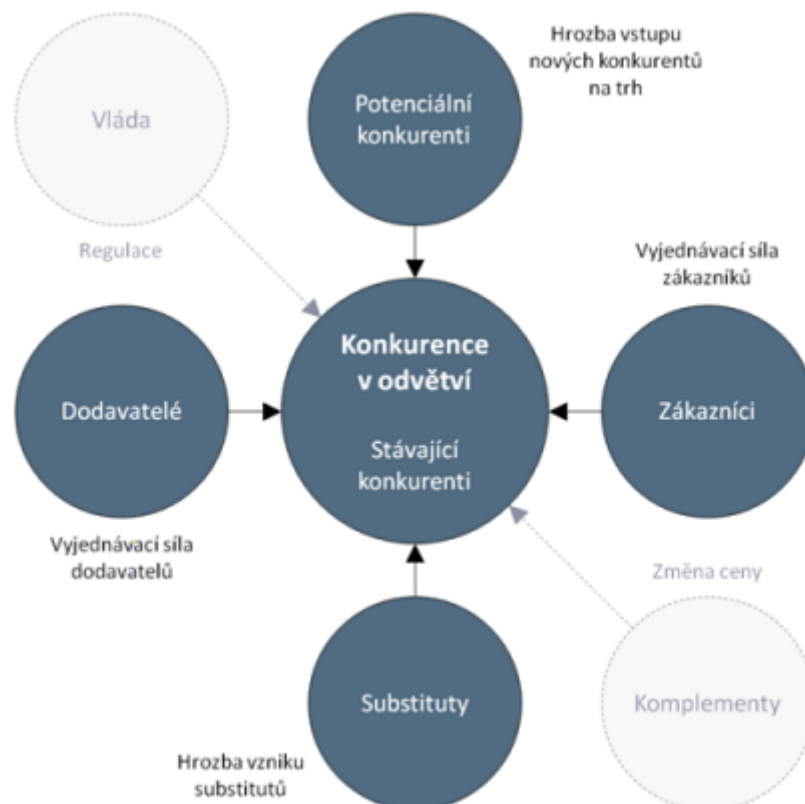 Hrozba vstupu
nových konkurentů
na trh
Potenciální
konkurenti
Vláda
Regulace
Vyjednávací síla
zákazníků
Konkurence
v odvětví
Stávající
konkurenti
Dodavatelé
Zákazníci
Vyjednávací síla
dodavatelů
Změna ceny
Substituty
Komplementy
Hrozba vzniku
substitutů